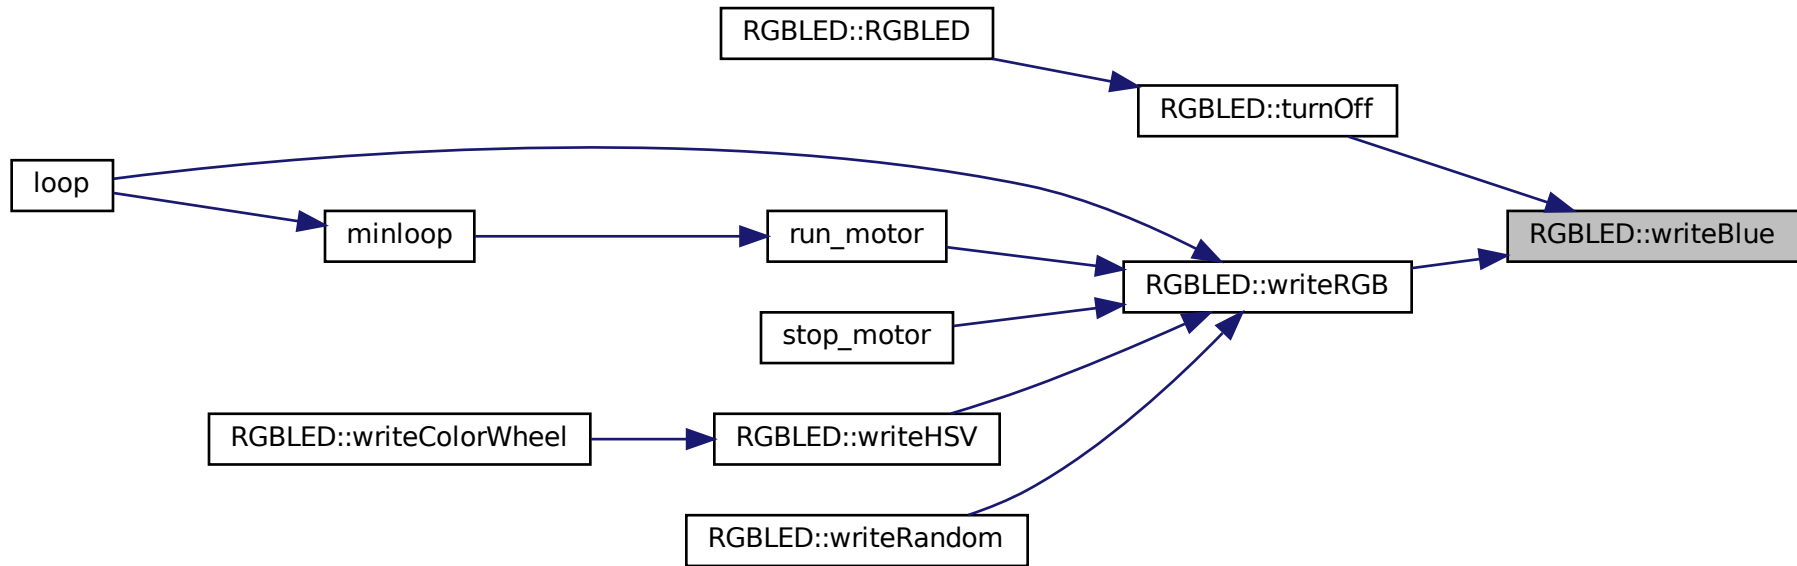 RGBLED::RGBLED
RGBLED::turnOff
loop
minloop
run_motor
RGBLED::writeBlue
RGBLED::writeRGB
stop_motor
RGBLED::writeColorWheel
RGBLED::writeHSV
RGBLED::writeRandom